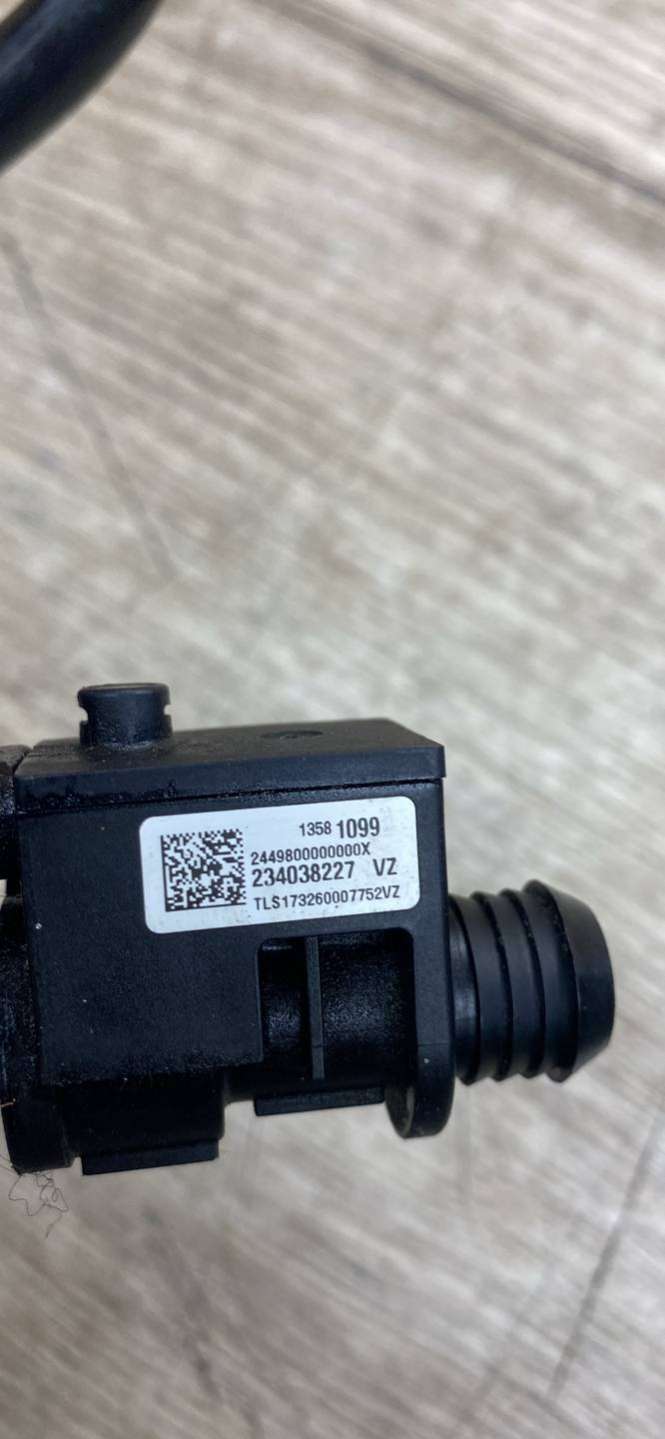 1358 1099
2449800000000X
234038227 VZ
TLS173260007752VZ